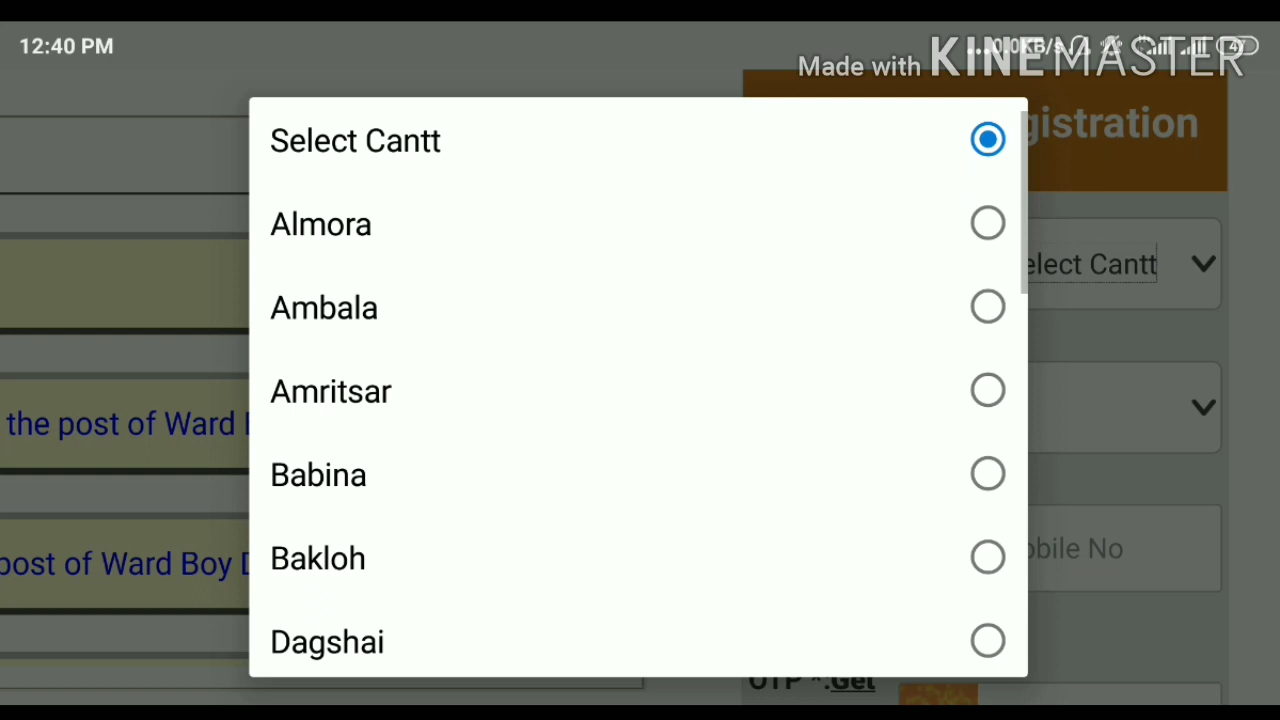 12:40 PM
Made with KINEMASTER
gistration
Select Cantt
elect Cantt
Almora
Ambala
Amritsar
the post of Ward
Babina
post of Ward Boy
Bakloh
obile No
Dagshai
OTP *.Get